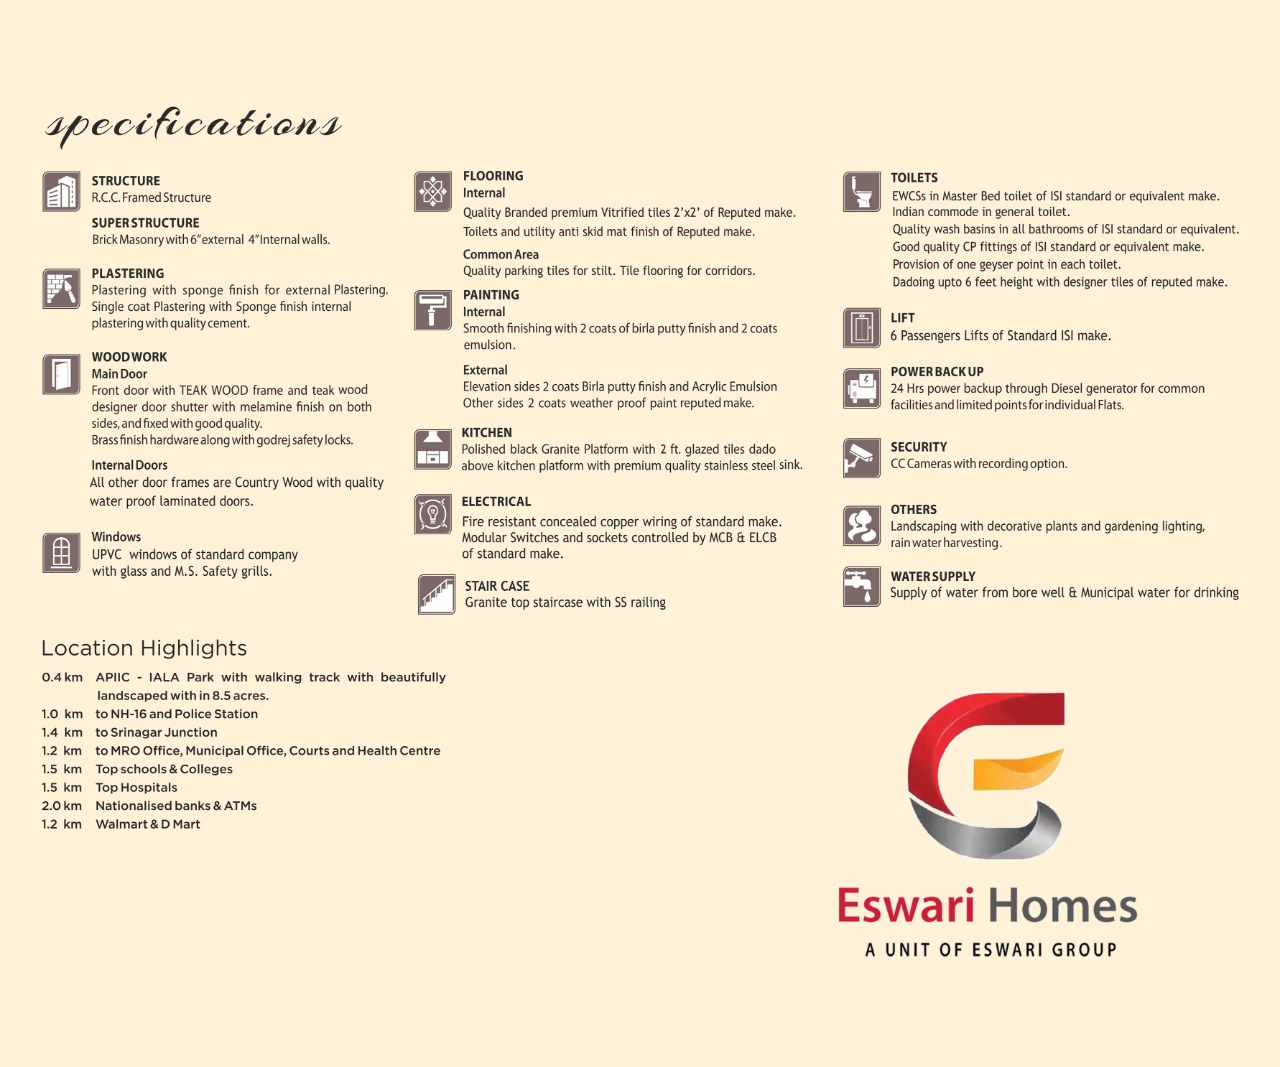 specifications
STRUCTURE
R.C.C. Framed Structure
SUPER STRUCTURE
Brick Masonry with 6" external 4" Internal walls.
PLASTERING
Plastering with sponge finish for external Plastering.
Single coat Plastering with Sponge finish internal
plastering with quality cement.
WOOD WORK
Main Door
Front door with TEAK WOOD frame and teak wood
designer door shutter with melamine finish on both
sides, and fixed with good quality.
Brass finish hardware along with godrej safety locks.
Internal Doors
All other door frames are Country Wood with quality
water proof laminated doors.
Windows
UPVC windows of standard company
with glass and M.S. Safety grills.
FLOORING
Internal
Quality Branded premium Vitrified tiles 2'x2' of Reputed make.
Toilets and utility anti skid mat finish of Reputed make.
Common Area
Quality parking tiles for stilt. Tile flooring for corridors.
PAINTING
Internal
Smooth finishing with 2 coats of birla putty finish and 2 coats
emulsion.
External
Elevation sides 2 coats Birla putty finish and Acrylic Emulsion
Other sides 2 coats weather proof paint reputed make.
KITCHEN
Polished black Granite Platform with 2 ft. glazed tiles dado
above kitchen platform with premium quality stainless steel sink.
ELECTRICAL
Fire resistant concealed copper wiring of standard make.
Modular Switches and sockets controlled by MCB & ELCB
of standard make.
STAIR CASE
Granite top staircase with SS railing
TOILETS
EWCSs in Master Bed toilet of ISI standard or equivalent make.
Indian commode in general toilet.
Quality wash basins in all bathrooms of ISI standard or equivalent.
Good quality CP fittings of ISI standard or equivalent make.
Provision of one geyser point in each toilet.
Dadoing upto 6 feet height with designer tiles of reputed make.
LIFT
6 Passengers Lifts of Standard ISI make.
POWER BACK UP
24 Hrs power backup through Diesel generator for common
facilities and limited points for individual Flats.
SECURITY
CC Cameras with recording option.
OTHERS
Landscaping with decorative plants and gardening lighting,
rain water harvesting.
WATER SUPPLY
Supply of water from bore well & Municipal water for drinking
Location Highlights
0.4 km APIIC - IALA Park with walking track with beautifully
landscaped with in 8.5 acres.
1.0 km to NH-16 and Police Station
1.4 km to Srinagar Junction
1.2 km to MRO Office, Municipal Office, Courts and Health Centre
1.5 km Top schools & Colleges
1.5 km Top Hospitals
2.0 km Nationalised banks & ATMs
1.2 km Walmart & D Mart
Eswari Homes
A UNIT OF ESWARI GROUP